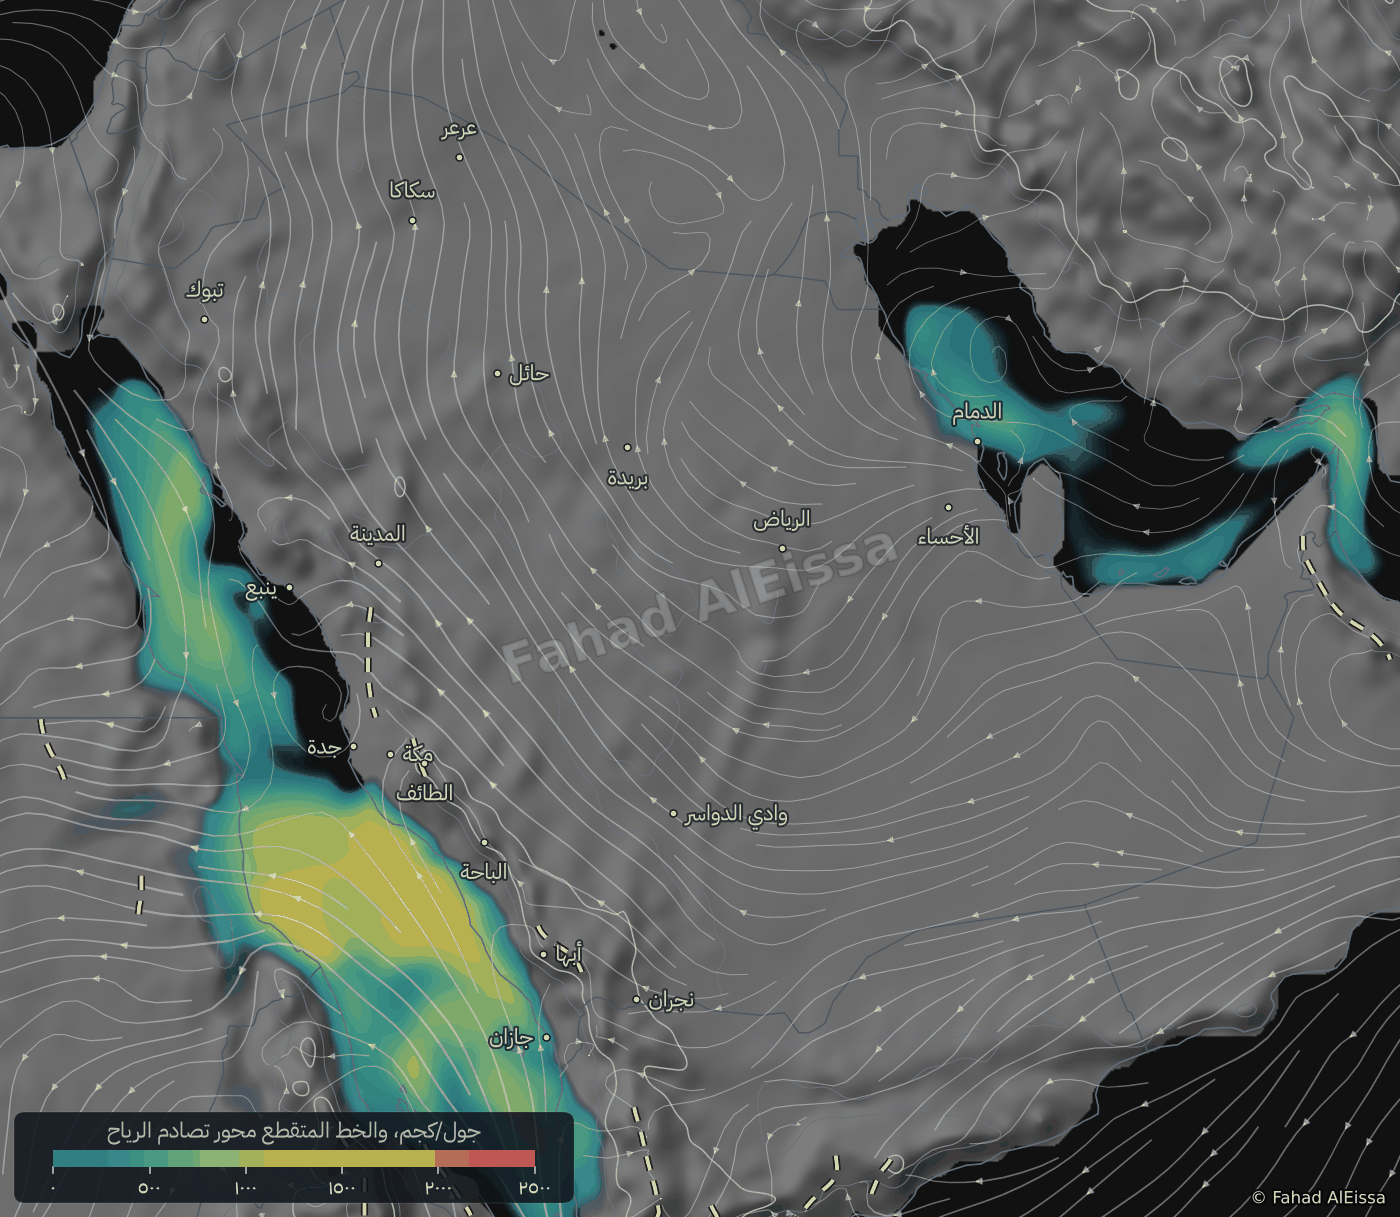 عرعر
سكاكا
تبوك
حائل
الدمام
بريدة
الرياض
المدينة
الأحساء
ينبع
Fahad AlEissa
جدة
مكة
الطائف
وادي الدواسر
الباحة
أبها
نجران
جازان
جول/كجم، والخط المتقطع محور تصادم الرياح
٠ ٥٠٠ ١٠٠٠ ١٥٠٠ ٢٠٠٠ ٢٥٠٠
© Fahad AlEissa